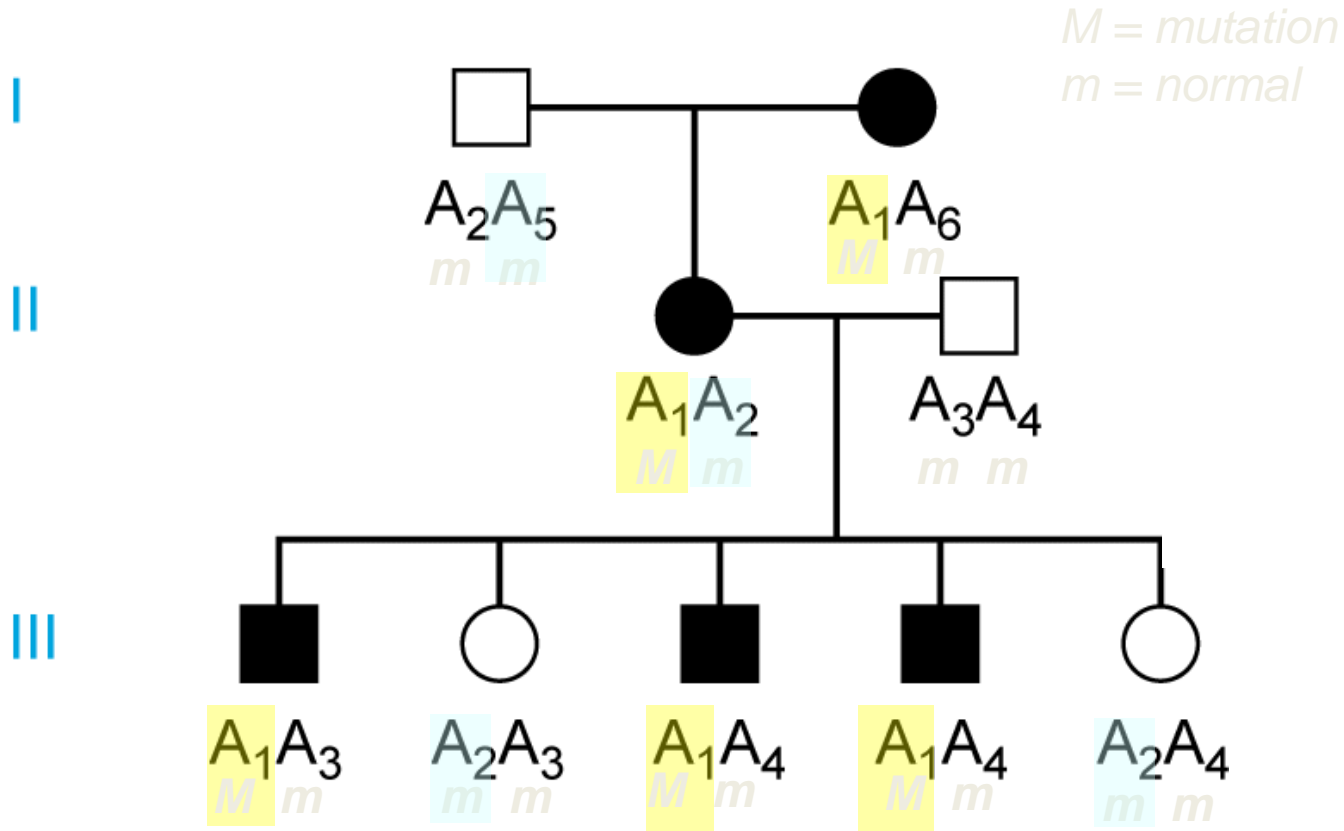 M = mutation
I
m = normal
A₂A₅ A₁A₆
m m M m
II
A₁A₂ A₃A₄
M m m m
III
A₁A₃ A₂A₃ A₁A₄ A₁A₄ A₂A₄
M m m m M m M m m m